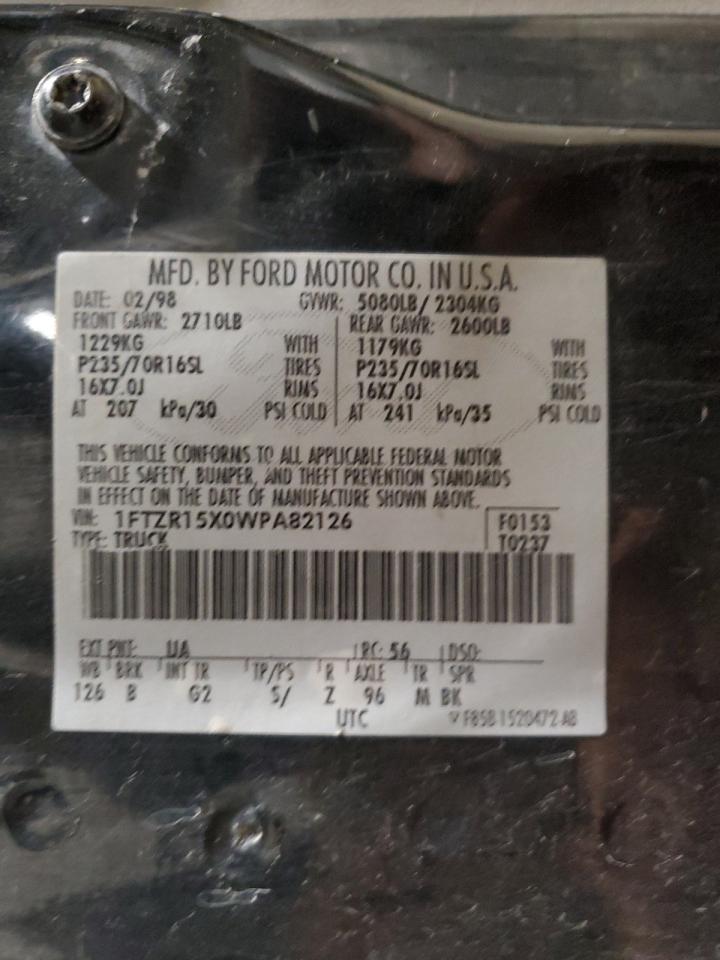 MFD. BY FORD MOTOR CO. IN U.S.A.
DATE: 02/98 GVWR: 5080LB/ 2304KG
FRONT GAWR: 2710LB REAR GAWR: 2600LB
1229KG WITH 1179KG WITH
P235/70R16SL TIRES P235/70R16SL TIRES
16X7.0J RIMS 16X7.0J RIMS
AT 207 kPa/30 PSI COLD AT 241 kPa/35 PSI COLD
THIS VEHICLE CONFORMS TO ALL APPLICABLE FEDERAL MOTOR
VEHICLE SAFETY, BUMPER, AND THEFT PREVENTION STANDARDS
IN EFFECT ON THE DATE OF MANUFACTURE SHOWN ABOVE.
VIN: 1FTZR15X0WPA82126 F0153
TYPE: TRUCK T0237
EXT PNT: UA RC: 56 DSO:
WB BRK INT TR TP/PS R AXLE TR SPR
126 B G2 S/ Z 96 M BK
UTC F85B 1520472 AB